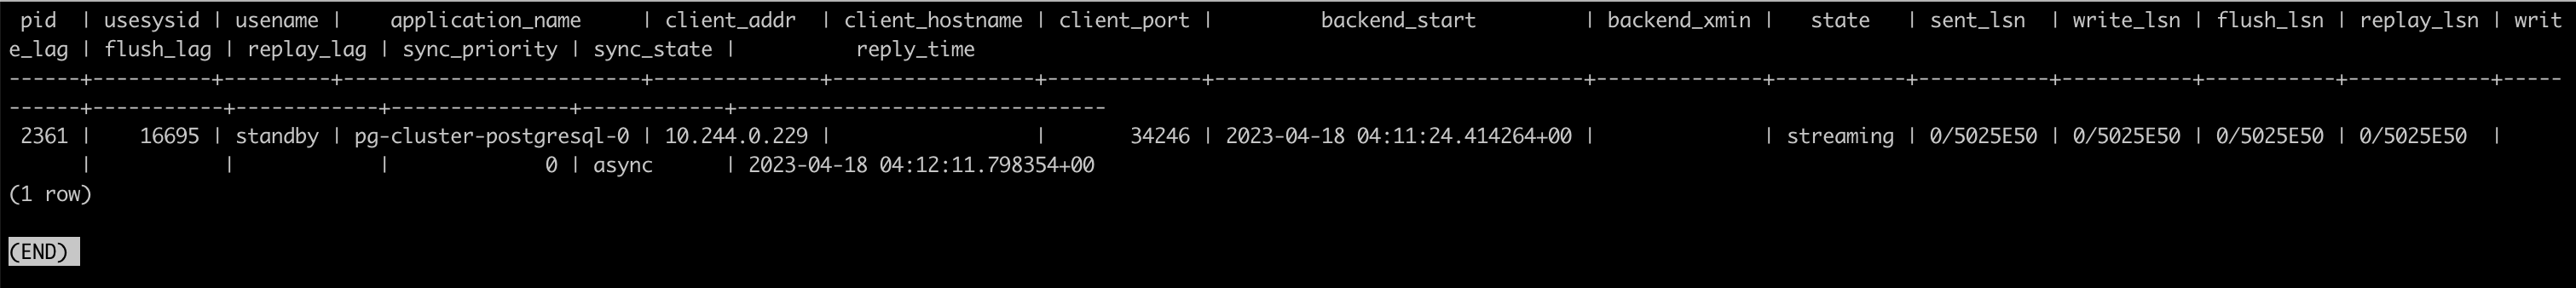 pid  | usesysid | usename |    application_name     | client_addr  | client_hostname | client_port |         backend_start         | backend_xmin |   state   | sent_lsn  | write_lsn | flush_lsn | replay_lsn | writ
e_lag | flush_lag | replay_lag | sync_priority | sync_state |          reply_time
------+----------+---------+-------------------------+--------------+-----------------+-------------+-------------------------------+--------------+-----------+-----------+-----------+-----------+------------+-----
------+-----------+------------+---------------+------------+-------------------------------
 2361 |    16695 | standby | pg-cluster-postgresql-0 | 10.244.0.229 |                 |       34246 | 2023-04-18 04:11:24.414264+00 |              | streaming | 0/5025E50 | 0/5025E50 | 0/5025E50 | 0/5025E50  |
      |           |            |             0 | async      | 2023-04-18 04:12:11.798354+00
(1 row)
(END)